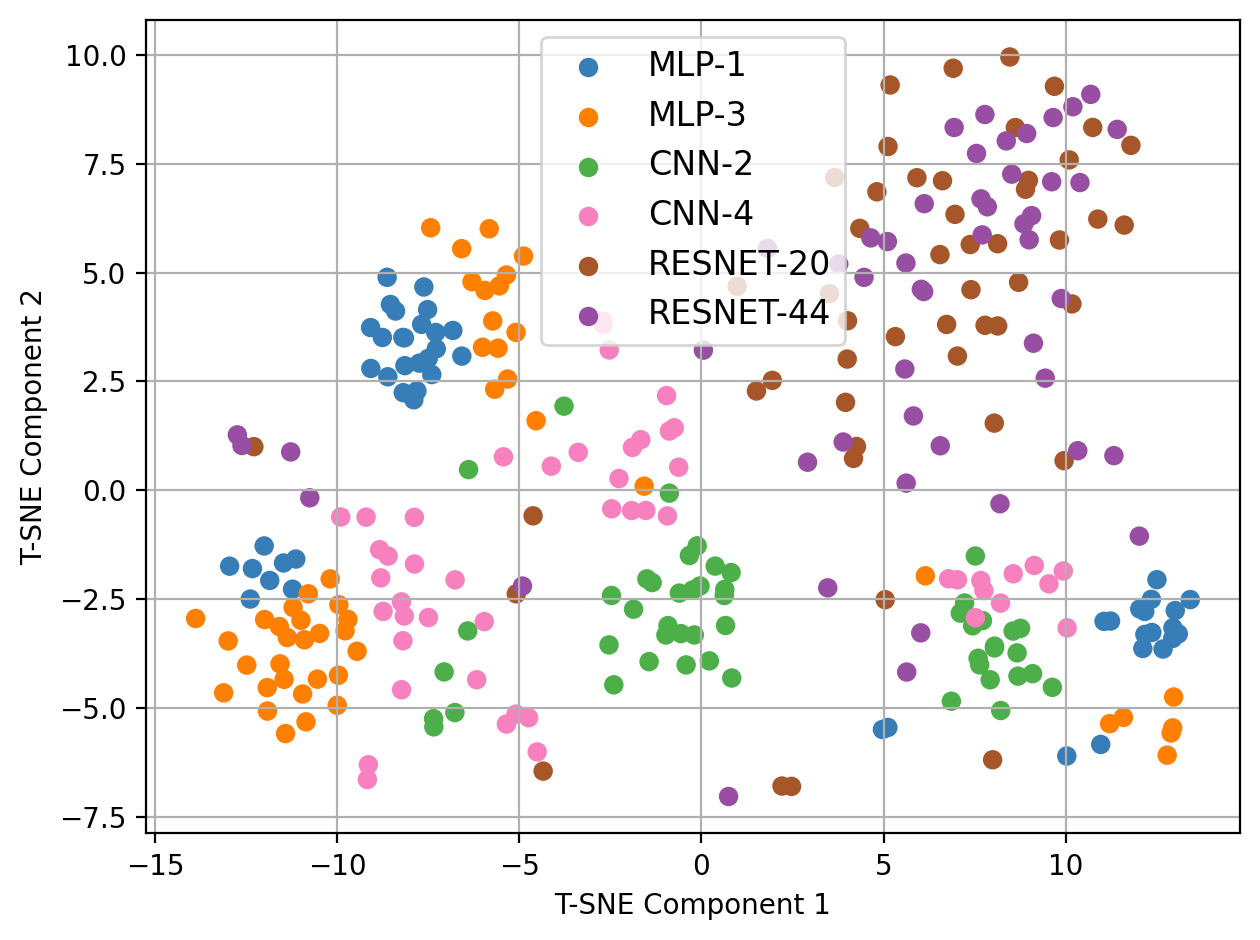 10.0
7.5
5.0
2.5
0.0
−2.5
−5.0
−7.5
T-SNE Component 2
MLP-1
MLP-3
CNN-2
CNN-4
RESNET-20
RESNET-44
−15 −10 −5 0 5 10
T-SNE Component 1